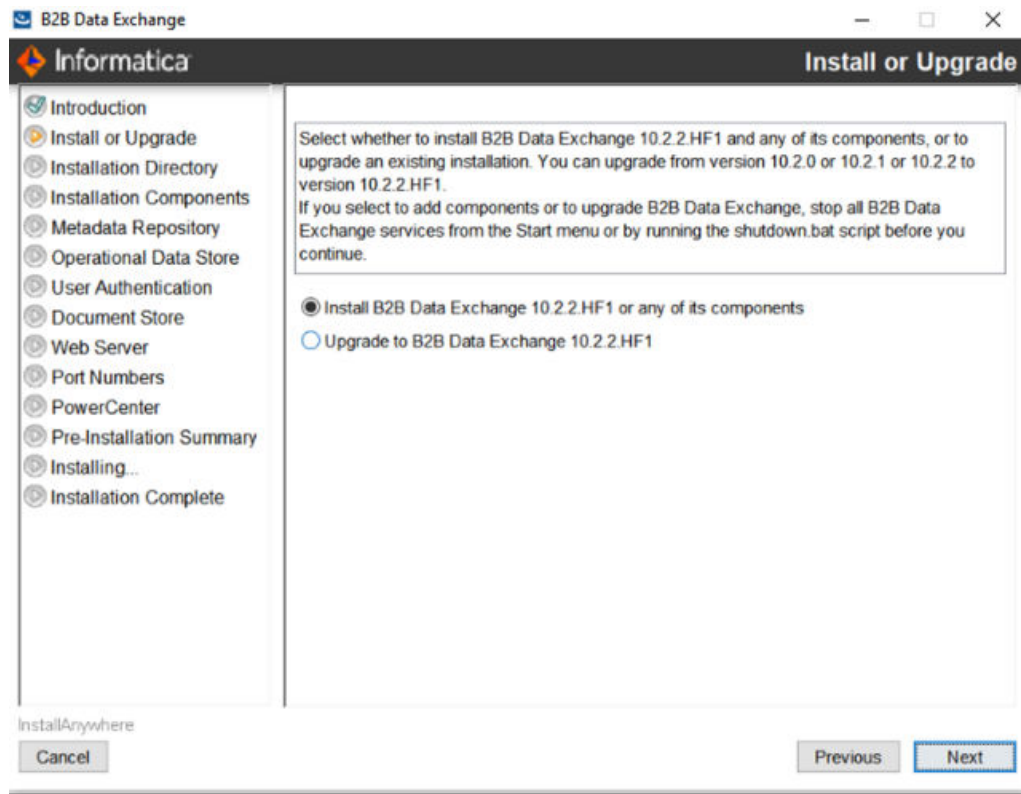 B2B Data Exchange
Informatica
Install or Upgrade
Introduction
Install or Upgrade
Installation Directory
Installation Components
Metadata Repository
Operational Data Store
User Authentication
Document Store
Web Server
Port Numbers
PowerCenter
Pre-Installation Summary
Installing...
Installation Complete
Select whether to install B2B Data Exchange 10.2.2.HF1 and any of its components, or to
upgrade an existing installation. You can upgrade from version 10.2.0 or 10.2.1 or 10.2.2 to
version 10.2.2.HF1.
If you select to add components or to upgrade B2B Data Exchange, stop all B2B Data
Exchange services from the Start menu or by running the shutdown.bat script before you
continue.
Install B2B Data Exchange 10.2.2.HF1 or any of its components
Upgrade to B2B Data Exchange 10.2.2.HF1
InstallAnywhere
Cancel
Previous
Next